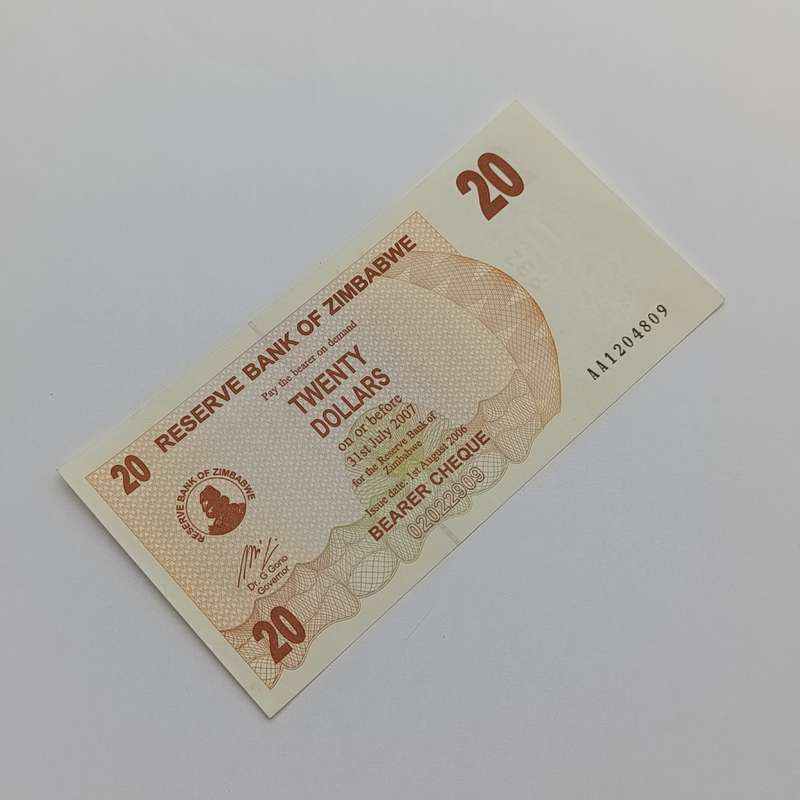 20
RESERVE BANK OF ZIMBABWE
20
Pay the bearer on demand
TWENTY
DOLLARS
on or before
31st July 2007
for the Reserve Bank of
Zimbabwe
Issue date: 1st August 2006
BEARER CHEQUE
02022909
RESERVE BANK OF ZIMBABWE
Dr. G Gono
Governor
20
AA1204809